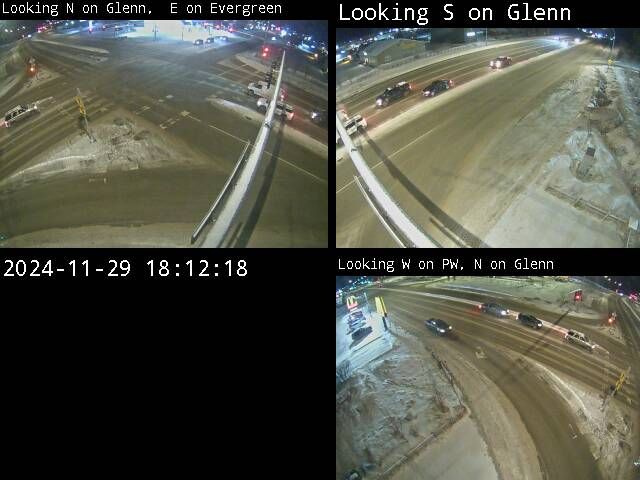 Looking N on Glenn,  E on Evergreen
Looking S on Glenn
2024-11-29 18:12:18
Looking W on PW, N on Glenn